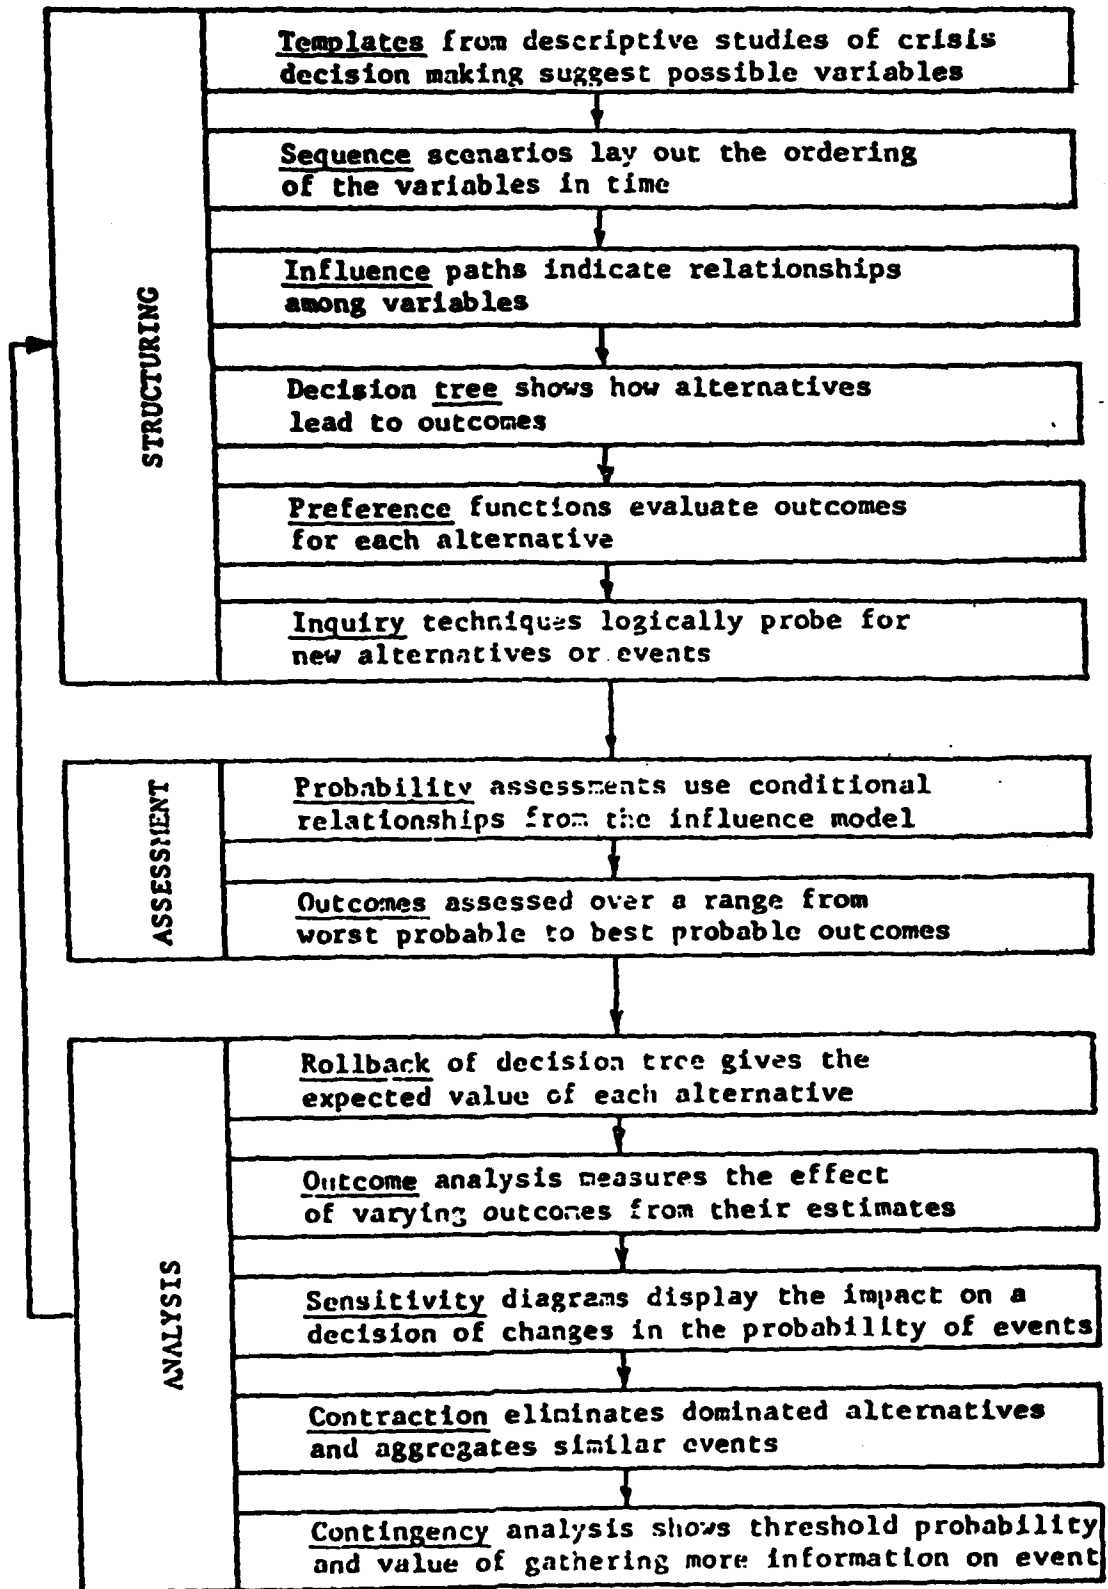 STRUCTURING
Templates from descriptive studies of crisis
decision making suggest possible variables
Sequence scenarios lay out the ordering
of the variables in time
Influence paths indicate relationships
among variables
Decision tree shows how alternatives
lead to outcomes
Preference functions evaluate outcomes
for each alternative
Inquiry techniques logically probe for
new alternatives or events
ASSESSMENT
Probability assessments use conditional
relationships from the influence model
Outcomes assessed over a range from
worst probable to best probable outcomes
ANALYSIS
Rollback of decision tree gives the
expected value of each alternative
Outcome analysis measures the effect
of varying outcomes from their estimates
Sensitivity diagrams display the impact on a
decision of changes in the probability of events
Contraction eliminates dominated alternatives
and aggregates similar events
Contingency analysis shows threshold probability
and value of gathering more information on event